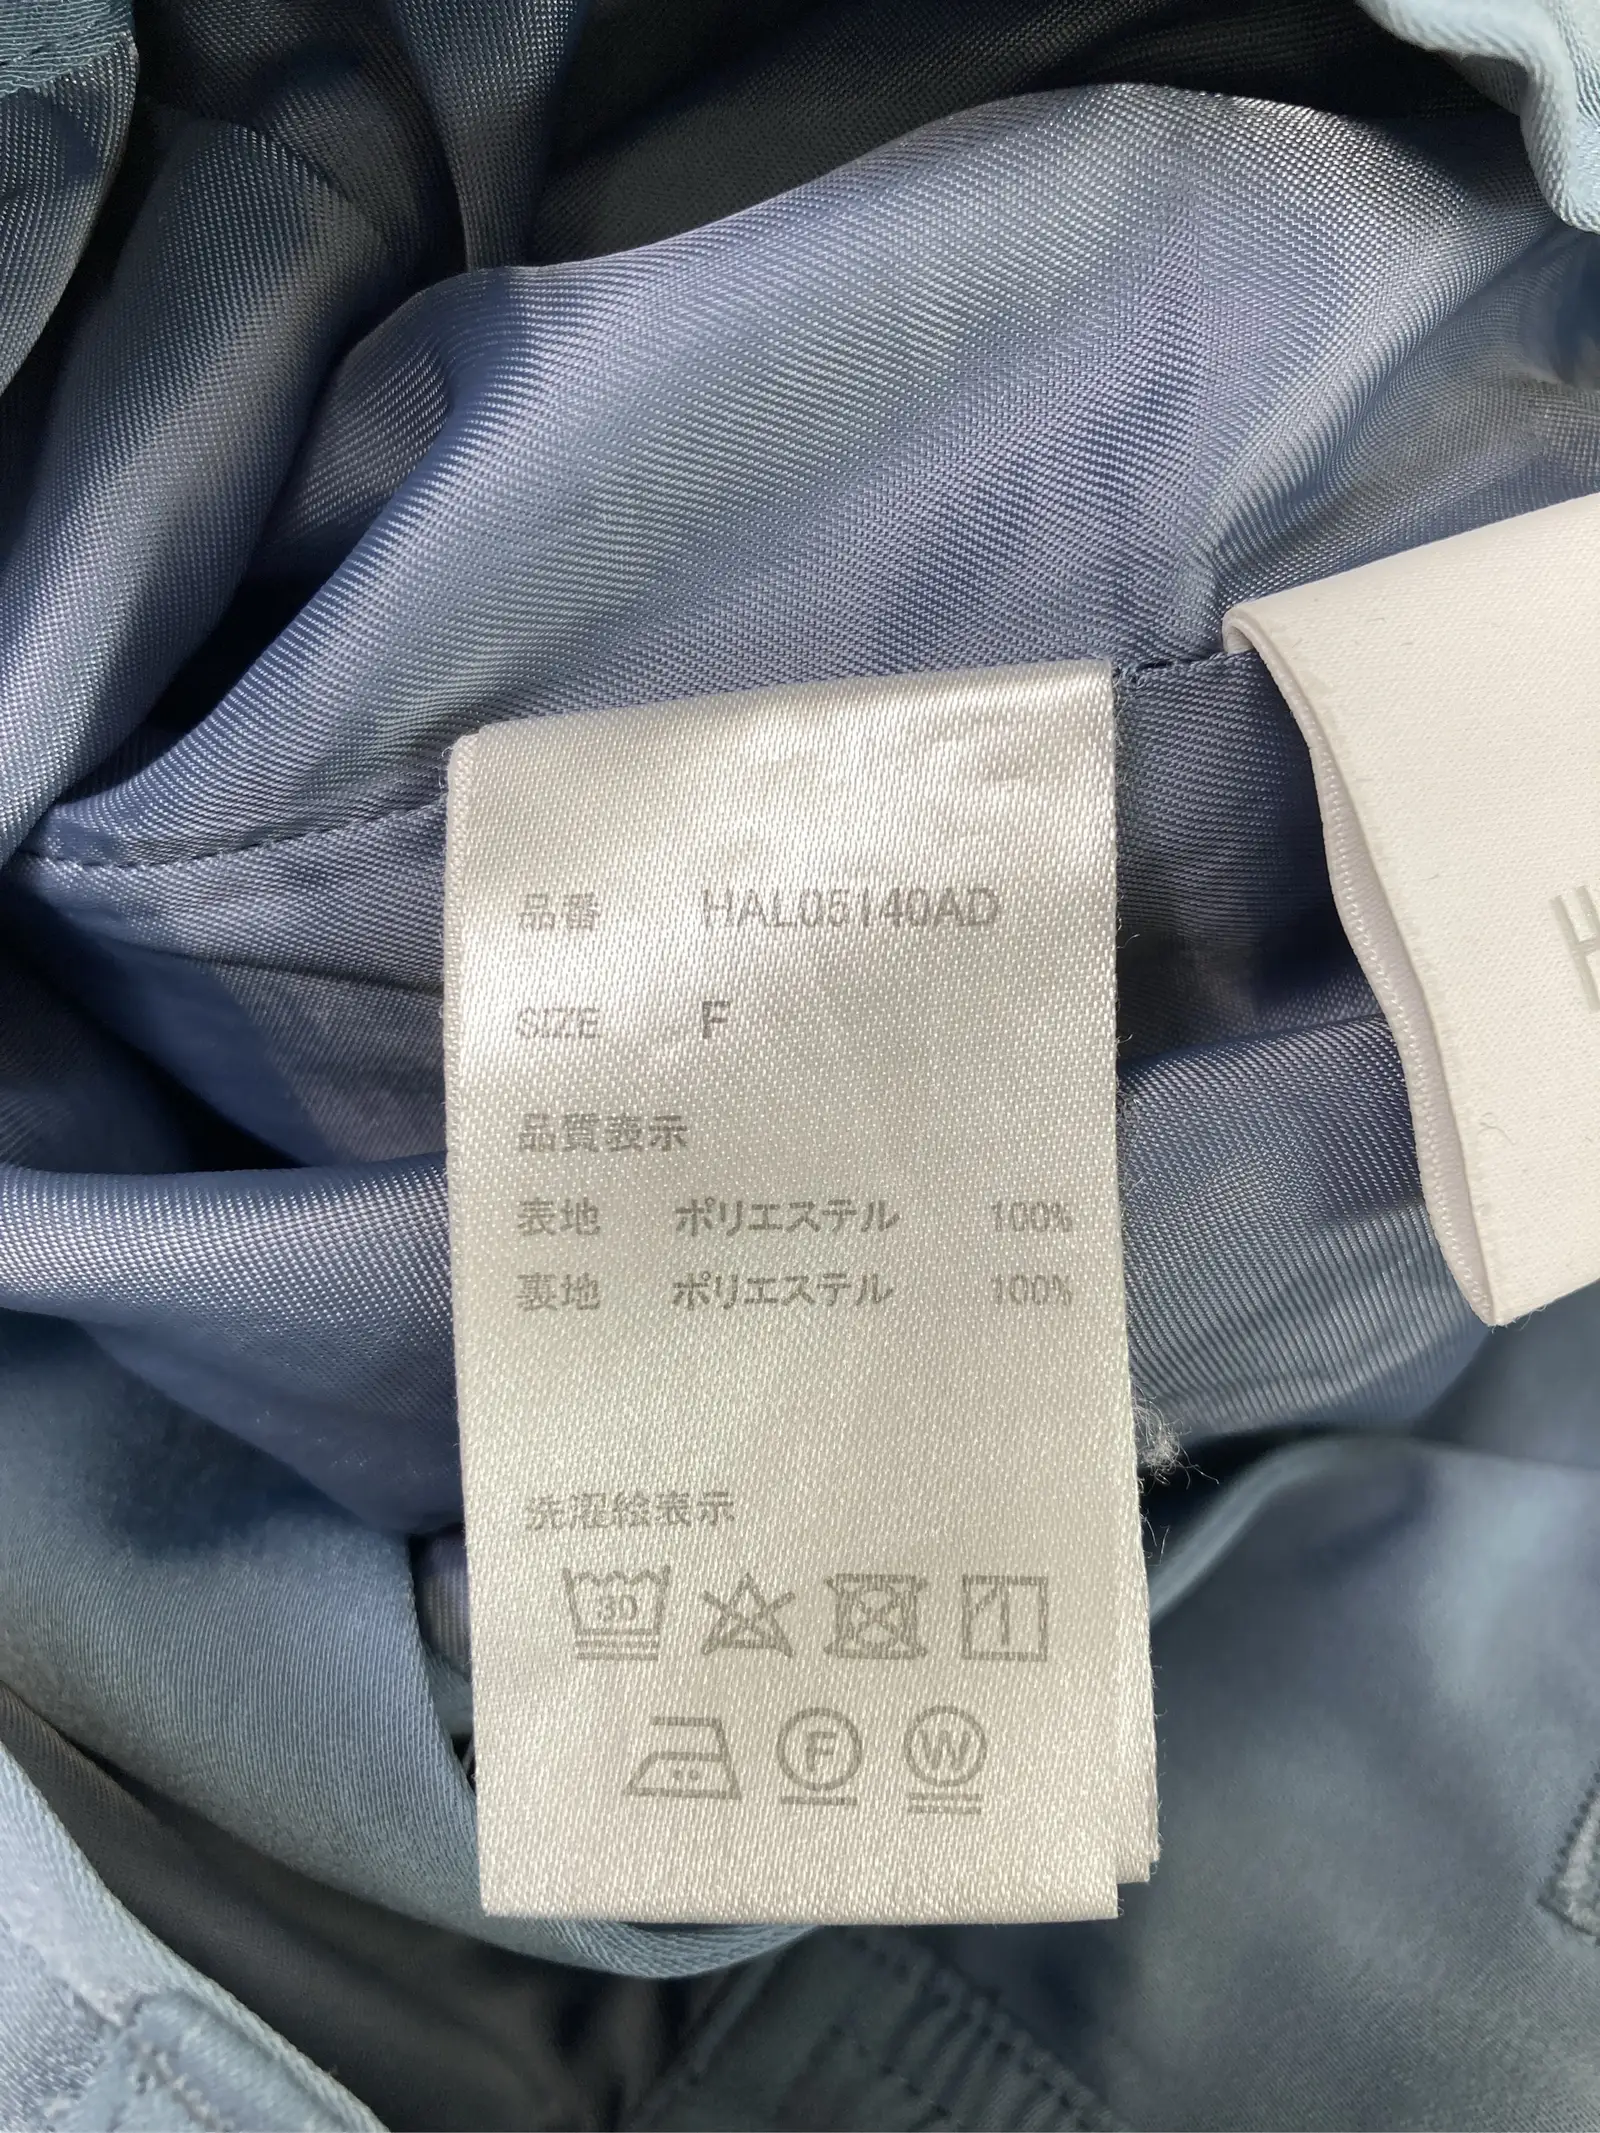 品番 HAL05140AD
SIZE F
品質表示
表地 ポリエステル 100%
裏地 ポリエステル 100%
洗濯絵表示
30
F W
H